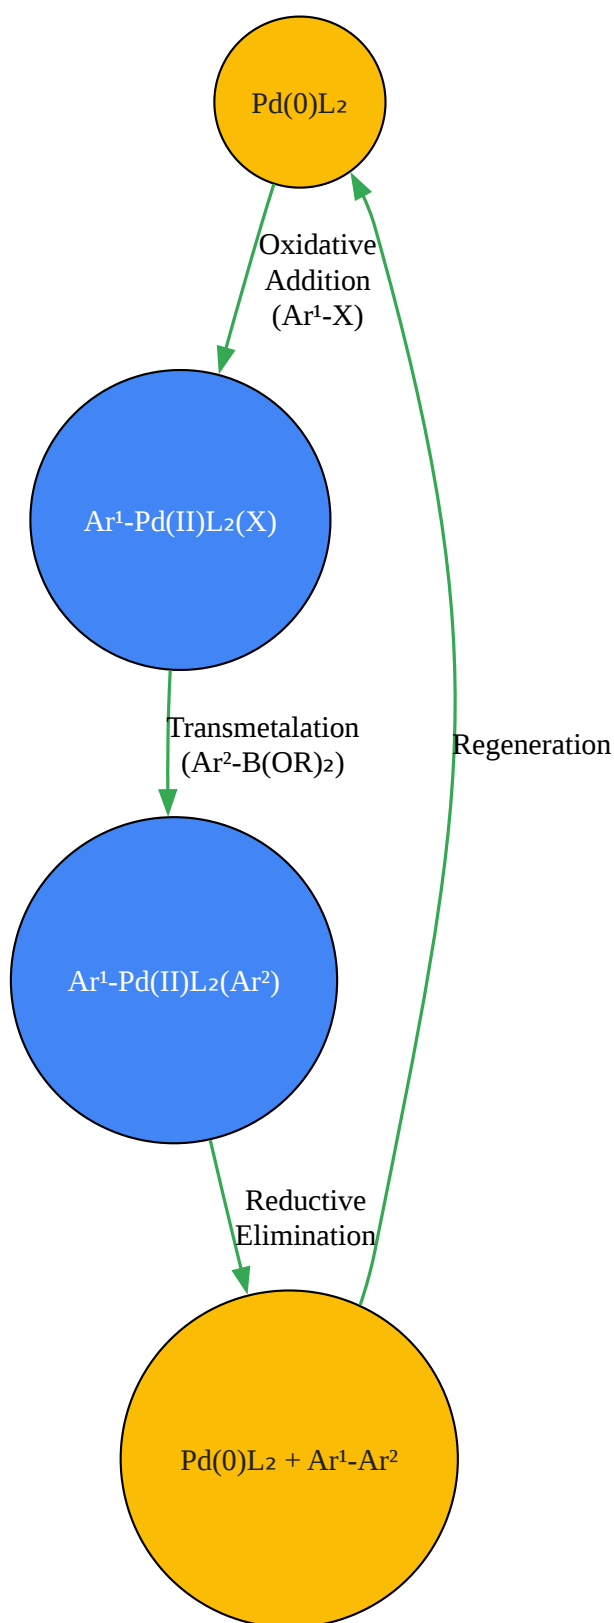 Pd(0)L₂
Oxidative
Addition
(Ar¹-X)
Ar¹-Pd(II)L₂(X)
Transmetalation
(Ar²-B(OR)₂)
Regeneration
Ar¹-Pd(II)L₂(Ar²)
Reductive
Elimination
Pd(0)L₂ + Ar¹-Ar²